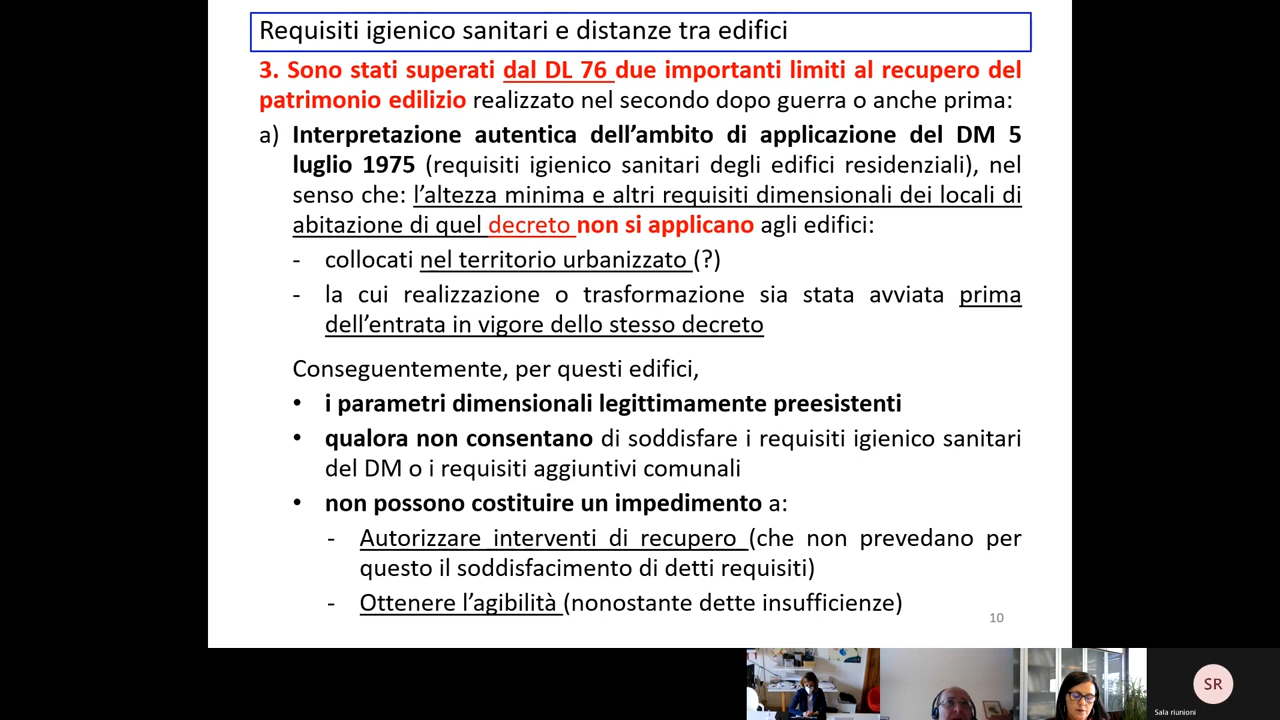 Requisiti igienico sanitari e distanze tra edifici
3. Sono stati superati dal DL 76 due importanti limiti al recupero del
patrimonio edilizio realizzato nel secondo dopo guerra o anche prima:
a) Interpretazione autentica dell’ambito di applicazione del DM 5
luglio 1975 (requisiti igienico sanitari degli edifici residenziali), nel
senso che: l’altezza minima e altri requisiti dimensionali dei locali di
abitazione di quel decreto non si applicano agli edifici:
- collocati nel territorio urbanizzato (?)
- la cui realizzazione o trasformazione sia stata avviata prima
dell’entrata in vigore dello stesso decreto
Conseguentemente, per questi edifici,
• i parametri dimensionali legittimamente preesistenti
• qualora non consentano di soddisfare i requisiti igienico sanitari
del DM o i requisiti aggiuntivi comunali
• non possono costituire un impedimento a:
- Autorizzare interventi di recupero (che non prevedano per
questo il soddisfacimento di detti requisiti)
- Ottenere l’agibilità (nonostante dette insufficienze)
10
SR
Sala riunioni